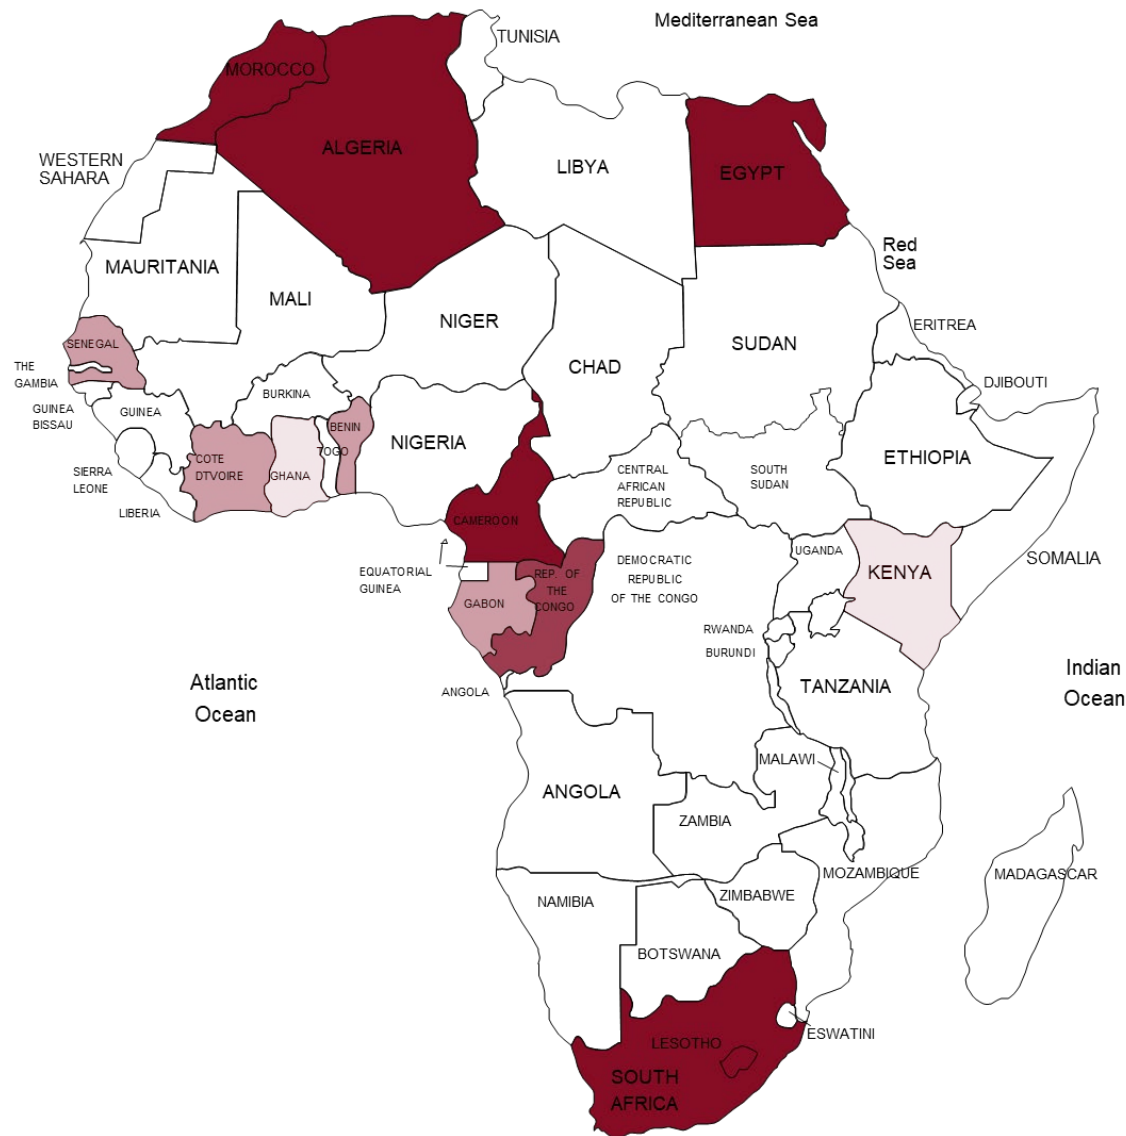 Mediterranean Sea
TUNISIA
MOROCCO
ALGERIA
WESTERN
SAHARA
LIBYA
EGYPT
Red
Sea
MAURITANIA
MALI
NIGER
CHAD
SUDAN
ERITREA
DJIBOUTI
SENEGAL
THE
GAMBIA
GUINEA
BISSAU
GUINEA
BURKINA
SIERRA
LEONE
LIBERIA
COTE
DTVOIRE
GHANA
TOGO
BENIN
NIGERIA
CAMEROON
CENTRAL
AFRICAN
REPUBLIC
SOUTH
SUDAN
ETHIOPIA
SOMALIA
EQUATORIAL
GUINEA
GABON
REP. OF
THE
CONGO
DEMOCRATIC
REPUBLIC
OF THE CONGO
UGANDA
KENYA
RWANDA
BURUNDI
TANZANIA
Atlantic
Ocean
Indian
Ocean
ANGOLA
ANGOLA
MALAWI
ZAMBIA
MOZAMBIQUE
MADAGASCAR
NAMIBIA
ZIMBABWE
BOTSWANA
ESWATINI
LESOTHO
SOUTH
AFRICA